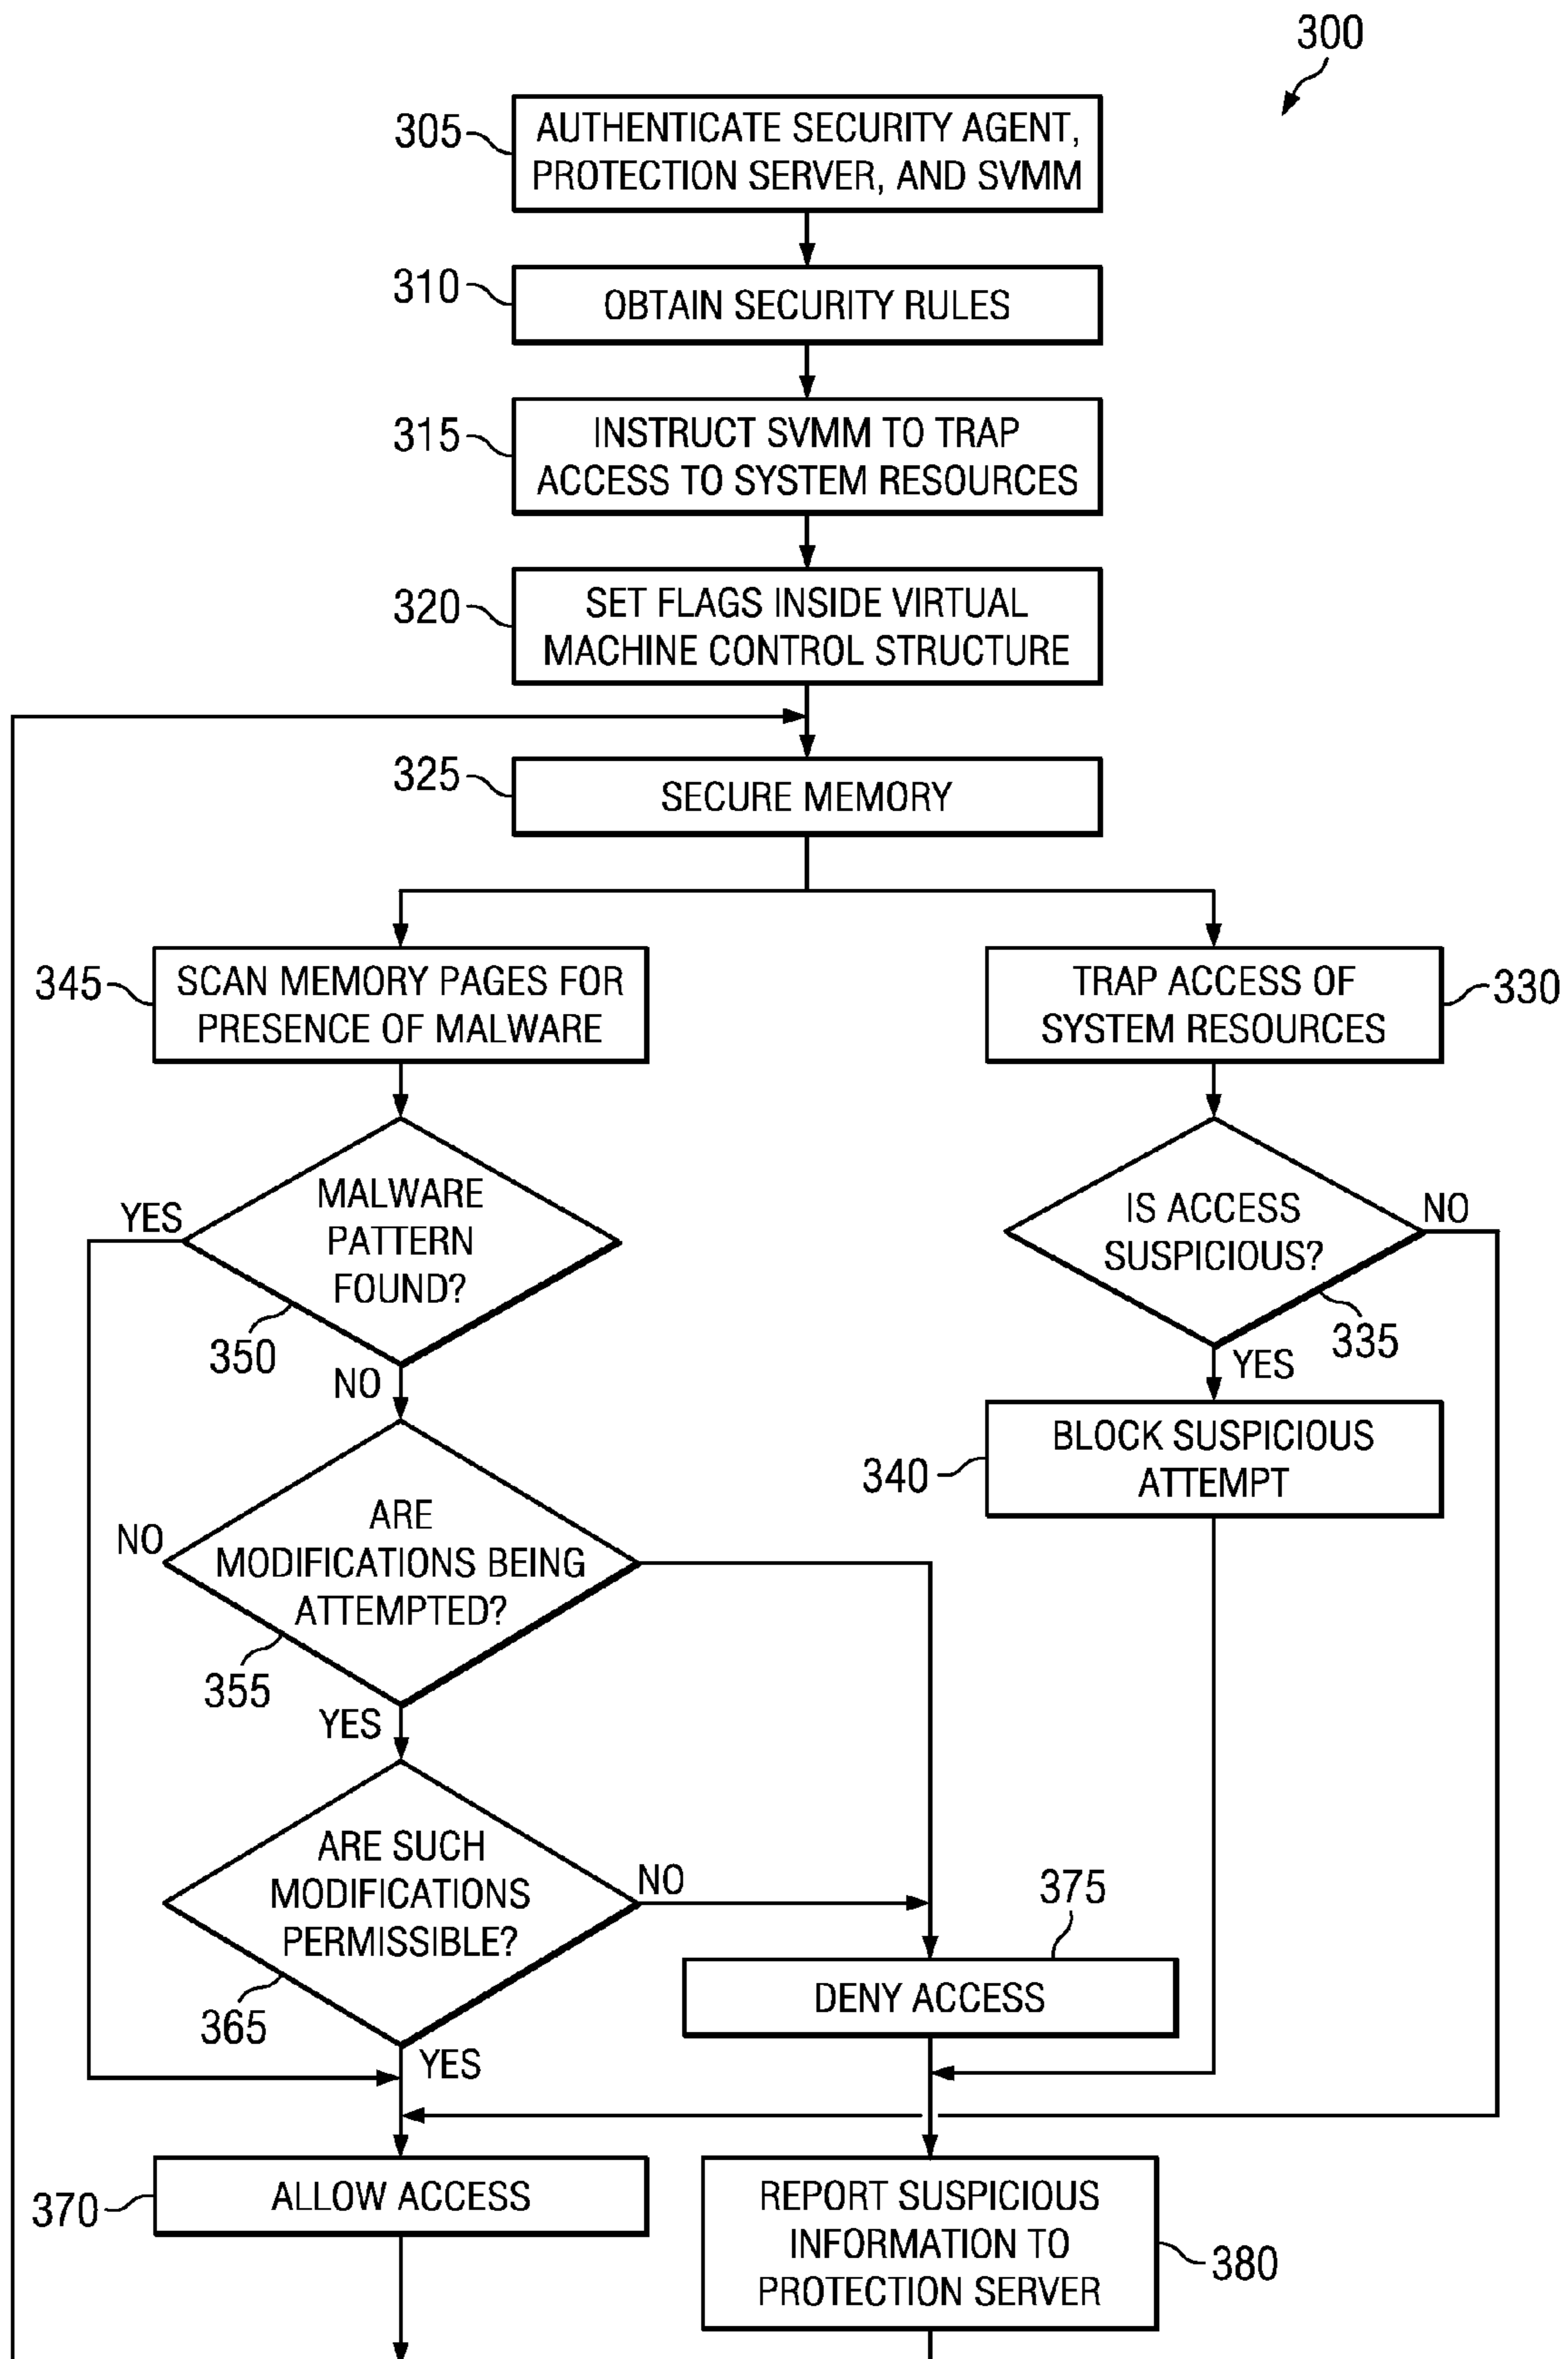 300
305
AUTHENTICATE SECURITY AGENT,
PROTECTION SERVER, AND SVMM
310
OBTAIN SECURITY RULES
315
INSTRUCT SVMM TO TRAP
ACCESS TO SYSTEM RESOURCES
320
SET FLAGS INSIDE VIRTUAL
MACHINE CONTROL STRUCTURE
325
SECURE MEMORY
345
SCAN MEMORY PAGES FOR
PRESENCE OF MALWARE
TRAP ACCESS OF
SYSTEM RESOURCES
330
YES
MALWARE
PATTERN
FOUND?
350
NO
IS ACCESS
SUSPICIOUS?
NO
335
YES
340
BLOCK SUSPICIOUS
ATTEMPT
NO
ARE
MODIFICATIONS BEING
ATTEMPTED?
355
YES
ARE SUCH
MODIFICATIONS
PERMISSIBLE?
NO
365
YES
375
DENY ACCESS
370
ALLOW ACCESS
REPORT SUSPICIOUS
INFORMATION TO
PROTECTION SERVER
380